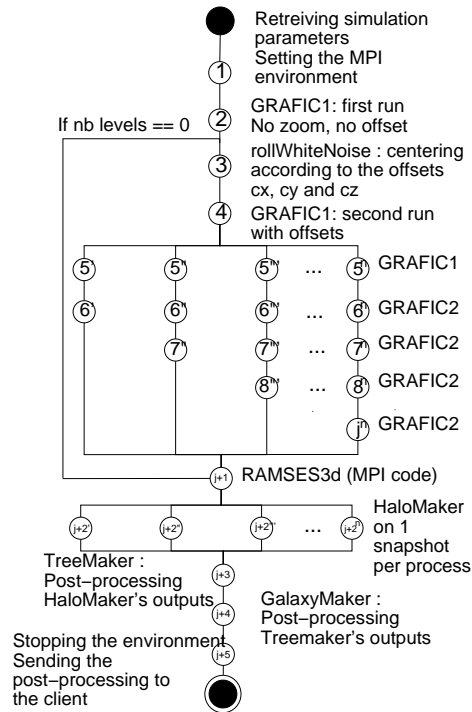 Retreiving simulation
parameters
Setting the MPI
environment
1
GRAFIC1: first run
No zoom, no offset
2
If nb levels == 0
rollWhiteNoise : centering
according to the offsets
cx, cy and cz
3
4
GRAFIC1: second run
with offsets
5' 5'' 5''' ... 5n GRAFIC1
6' 6'' 6''' ... 6n GRAFIC2
7'' 7''' ... 7n GRAFIC2
8''' ... 8n GRAFIC2
jn GRAFIC2
j+1 RAMSES3d (MPI code)
HaloMaker
on 1
snapshot
per process
j+2' j+2'' j+2''' ... j+2n
TreeMaker :
Post−processing
HaloMaker's outputs
j+3
j+4
GalaxyMaker :
Post−processing
Treemaker's outputs
Stopping the environment
Sending the
post−processing to
the client
j+5